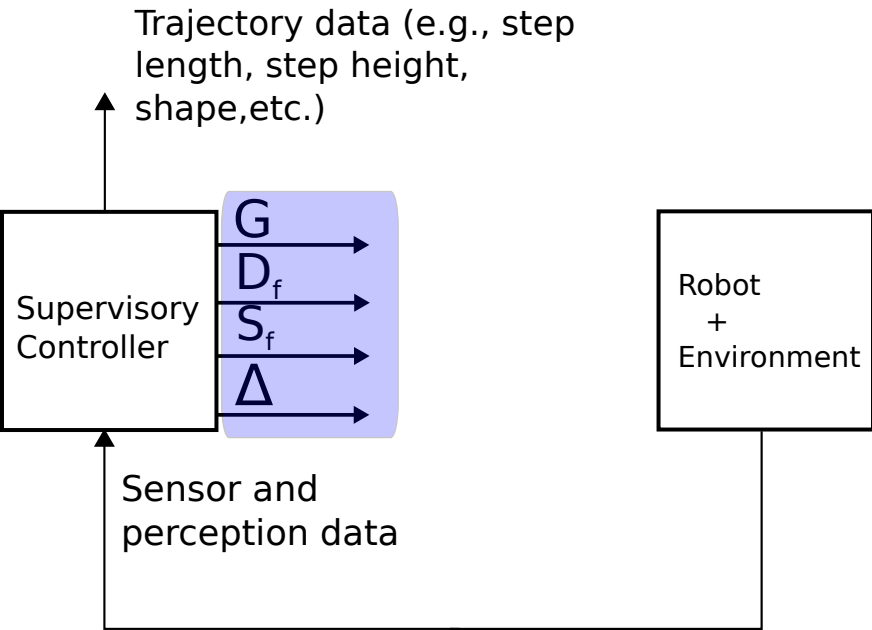 Trajectory data (e.g., step
length, step height,
shape,etc.)
G
D_f
S_f
Δ
Supervisory
Controller
Robot
+
Environment
Sensor and
perception data